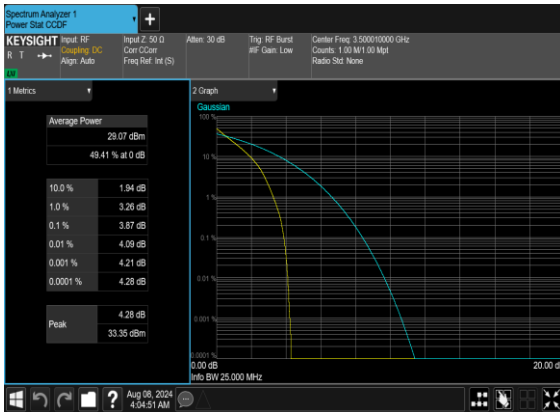 Spectrum Analyzer 1
Power Stat CCDF
+
KEYSIGHT
R T
LXI
Input: RF
Coupling: DC
Align: Auto
Input Z: 50 Ω
Corr CCorr
Freq Ref: Int (S)
Atten: 30 dB
Trig: RF Burst
#IF Gain: Low
Center Freq: 3.500010000 GHz
Counts: 1.00 M/1.00 Mpt
Radio Std: None
1 Metrics
Average Power
29.07 dBm
49.41 % at 0 dB
10.0 % 1.94 dB
1.0 % 3.26 dB
0.1 % 3.87 dB
0.01 % 4.09 dB
0.001 % 4.21 dB
0.0001 % 4.28 dB
Peak
4.28 dB
33.35 dBm
2 Graph
Gaussian
100 %
10 %
1 %
0.1 %
0.01 %
0.001 %
0.0001 %
0.00 dB
20.00 d
Info BW 25.000 MHz
?
Aug 08, 2024
4:04:51 AM